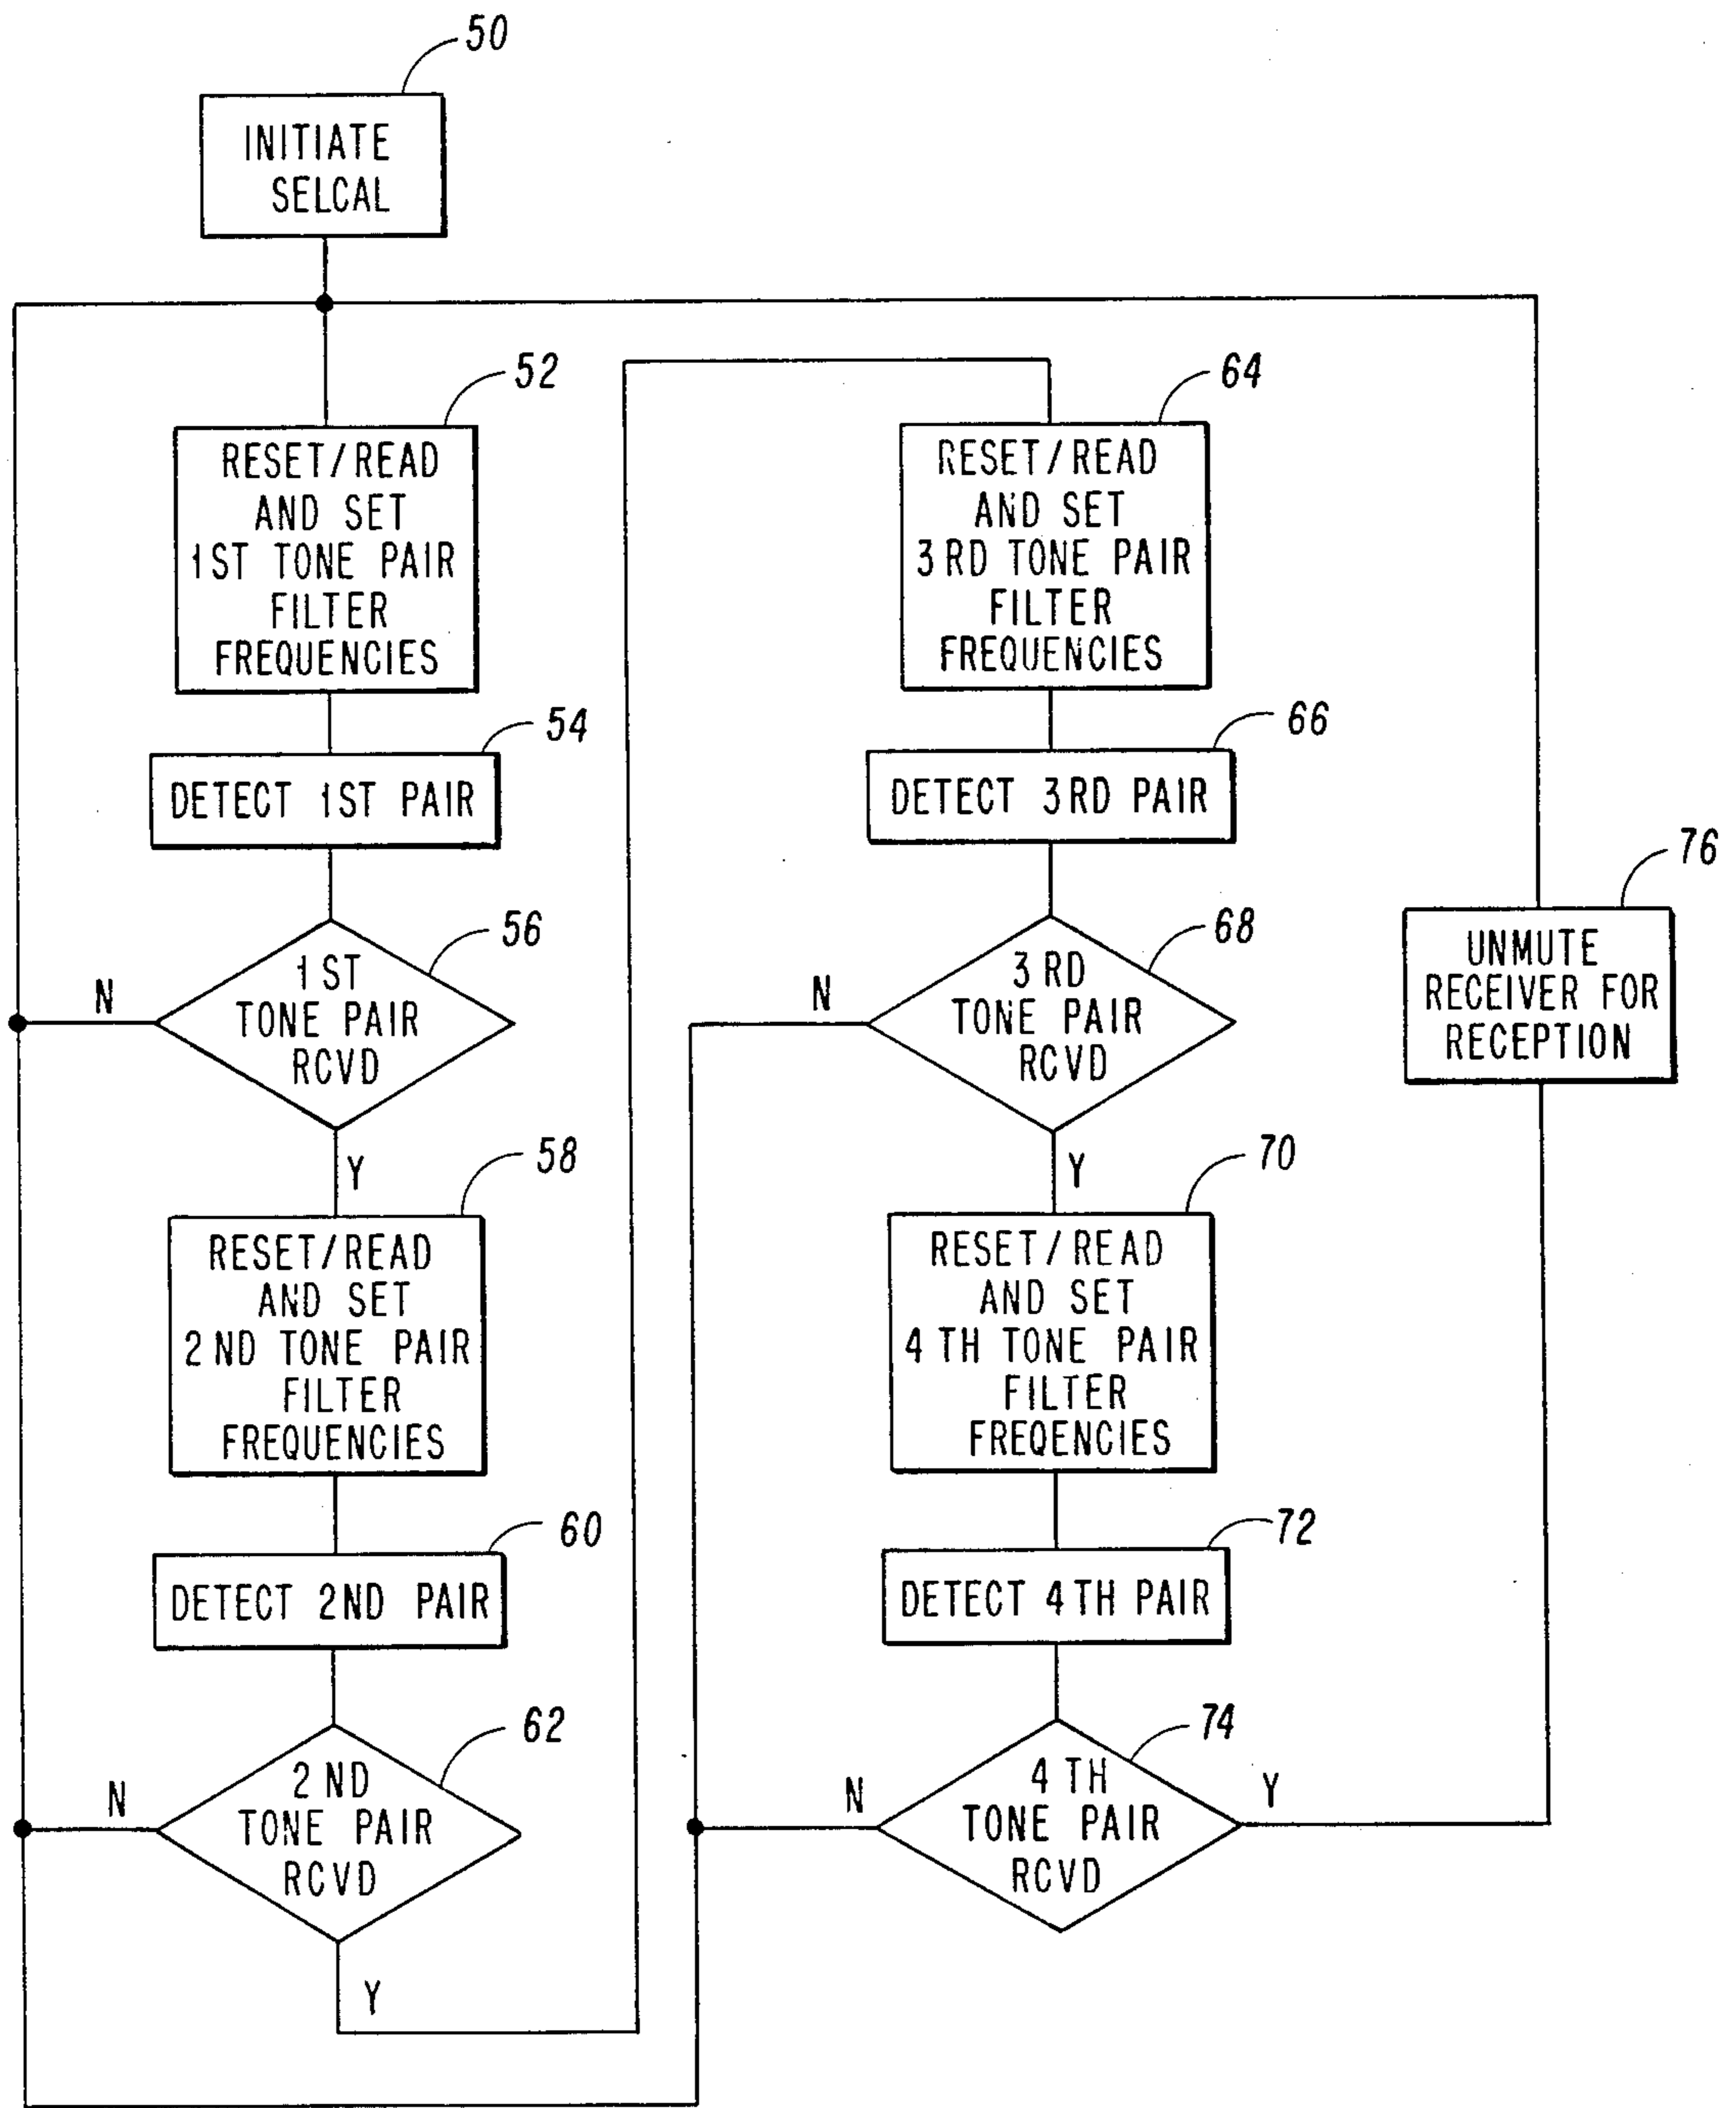 50
INITIATE
SELCAL
52
RESET/READ
AND SET
1ST TONE PAIR
FILTER
FREQUENCIES
54
DETECT 1ST PAIR
56
1ST
TONE PAIR
RCVD
N
Y
58
RESET/READ
AND SET
2ND TONE PAIR
FILTER
FREQUENCIES
60
DETECT 2ND PAIR
62
2ND
TONE PAIR
RCVD
N
Y
64
RESET/READ
AND SET
3RD TONE PAIR
FILTER
FREQUENCIES
66
DETECT 3RD PAIR
68
3RD
TONE PAIR
RCVD
N
Y
70
RESET/READ
AND SET
4TH TONE PAIR
FILTER
FREQENCIES
72
DETECT 4TH PAIR
74
4TH
TONE PAIR
RCVD
N
Y
76
UNMUTE
RECEIVER FOR
RECEPTION